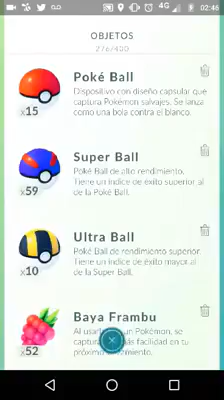 4G 02:46
OBJETOS
276/400
Poké Ball
Dispositivo con diseño capsular que
captura Pokémon salvajes. Se lanza
como una bola contra el blanco.
x15
Super Ball
Poké Ball de alto rendimiento.
Tiene un índice de éxito superior al
de la Poké Ball.
x59
Ultra Ball
Poké Ball de rendimiento superior.
Tiene un índice de éxito mayor al
de la Super Ball.
x10
Baya Frambu
Al un Pokémon, se
más facilidad en tu
próximo
x52